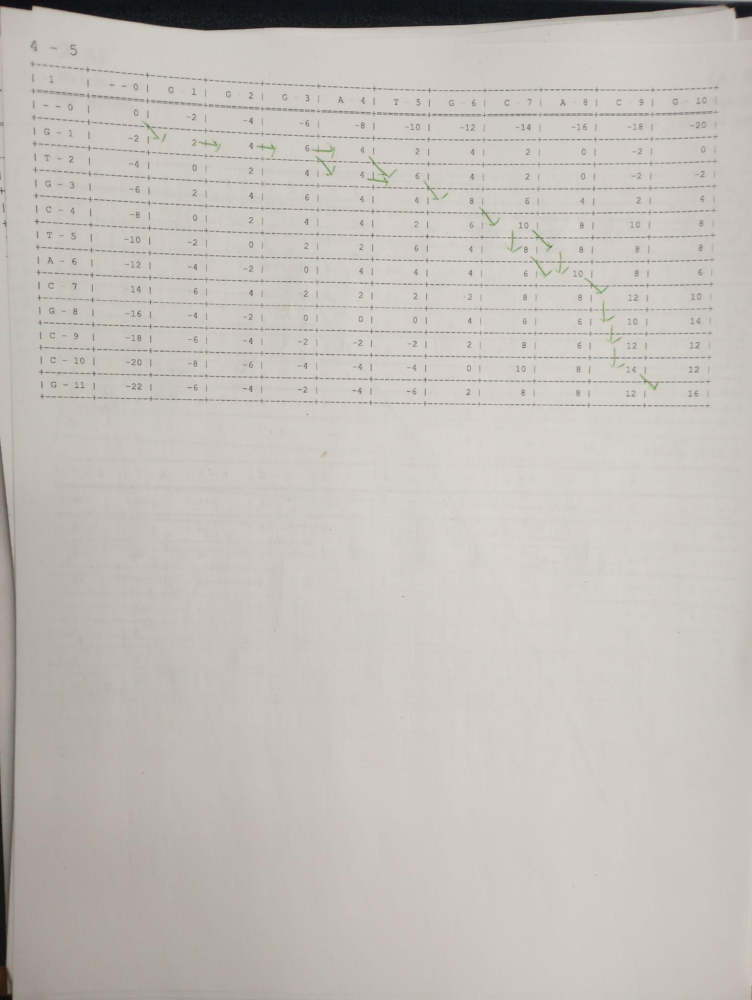 4 - 5
+--------+---------+---------+---------+---------+---------+---------+---------+---------+---------+---------+----------+
| 1 | - - 0 | G - 1 | G - 2 | G - 3 | A - 4 | T - 5 | G - 6 | C - 7 | A - 8 | C - 9 | G - 10 |
+========+=========+=========+=========+=========+=========+=========+=========+=========+=========+=========+==========+
| - - 0 | 0 | -2 | -4 | -6 | -8 | -10 | -12 | -14 | -16 | -18 | -20 |
+--------+---------+---------+---------+---------+---------+---------+---------+---------+---------+---------+----------+
| G - 1 | -2 | 2 | 4 | 6 | 4 | 2 | 4 | 2 | 0 | -2 | 0 |
+--------+---------+---------+---------+---------+---------+---------+---------+---------+---------+---------+----------+
| T - 2 | -4 | 0 | 2 | 4 | 4 | 6 | 4 | 2 | 0 | -2 | -2 |
+--------+---------+---------+---------+---------+---------+---------+---------+---------+---------+---------+----------+
| G - 3 | -6 | 2 | 4 | 6 | 4 | 4 | 8 | 6 | 4 | 2 | 4 |
+--------+---------+---------+---------+---------+---------+---------+---------+---------+---------+---------+----------+
| C - 4 | -8 | 0 | 2 | 4 | 4 | 2 | 6 | 10 | 8 | 10 | 8 |
+--------+---------+---------+---------+---------+---------+---------+---------+---------+---------+---------+----------+
| T - 5 | -10 | -2 | 0 | 2 | 2 | 6 | 4 | 8 | 8 | 8 | 8 |
+--------+---------+---------+---------+---------+---------+---------+---------+---------+---------+---------+----------+
| A - 6 | -12 | -4 | -2 | 0 | 4 | 4 | 4 | 6 | 10 | 8 | 6 |
+--------+---------+---------+---------+---------+---------+---------+---------+---------+---------+---------+----------+
| C - 7 | -14 | -6 | -4 | -2 | 2 | 2 | 2 | 8 | 8 | 12 | 10 |
+--------+---------+---------+---------+---------+---------+---------+---------+---------+---------+---------+----------+
| G - 8 | -16 | -4 | -2 | 0 | 0 | 0 | 4 | 6 | 6 | 10 | 14 |
+--------+---------+---------+---------+---------+---------+---------+---------+---------+---------+---------+----------+
| C - 9 | -18 | -6 | -4 | -2 | -2 | -2 | 2 | 8 | 6 | 12 | 12 |
+--------+---------+---------+---------+---------+---------+---------+---------+---------+---------+---------+----------+
| C - 10 | -20 | -8 | -6 | -4 | -4 | -4 | 0 | 10 | 8 | 14 | 12 |
+--------+---------+---------+---------+---------+---------+---------+---------+---------+---------+---------+----------+
| G - 11 | -22 | -6 | -4 | -2 | -4 | -6 | 2 | 8 | 8 | 12 | 16 |
+--------+---------+---------+---------+---------+---------+---------+---------+---------+---------+---------+----------+